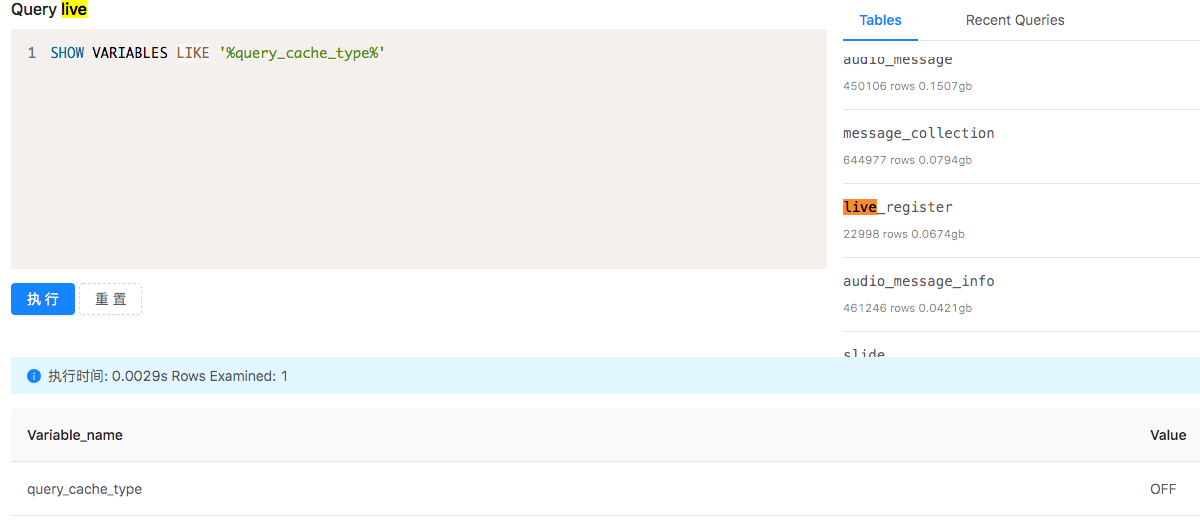 Query live
1 SHOW VARIABLES LIKE '%query_cache_type%'
执行 重置
Tables Recent Queries
audio_message
450106 rows 0.1507gb
message_collection
644977 rows 0.0794gb
live_register
22998 rows 0.0674gb
audio_message_info
461246 rows 0.0421gb
slide
执行时间: 0.0029s Rows Examined: 1
Variable_name Value
query_cache_type OFF